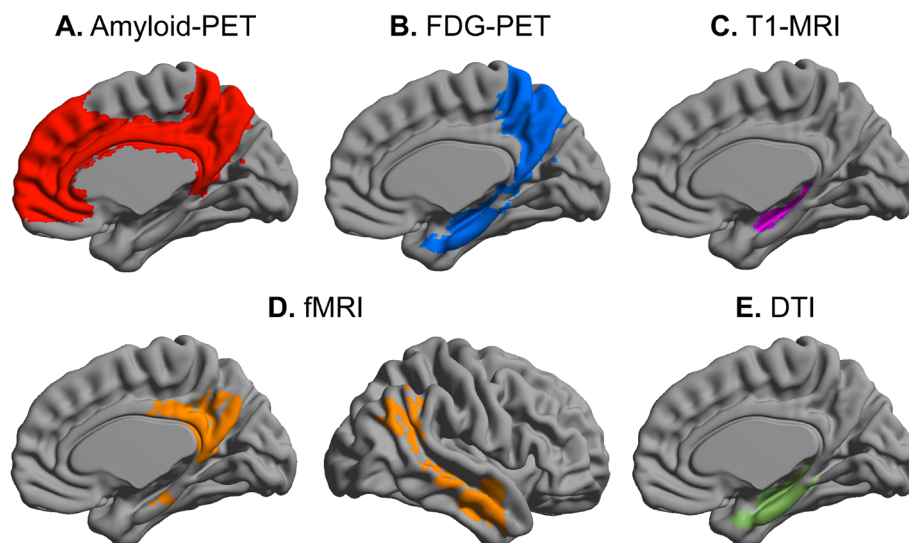 A. Amyloid-PET
B. FDG-PET
C. T1-MRI
D. fMRI
E. DTI